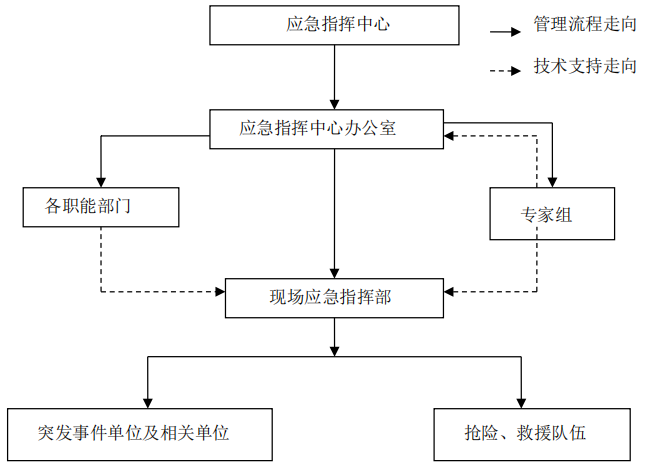 应急指挥中心
管理流程走向
技术支持走向
应急指挥中心办公室
各职能部门
专家组
现场应急指挥部
突发事件单位及相关单位
抢险、救援队伍